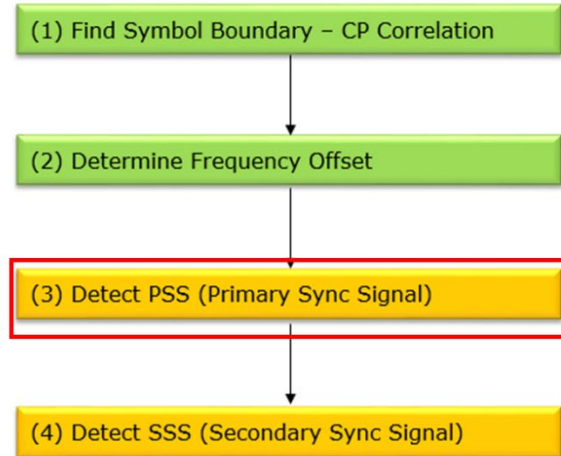 (1) Find Symbol Boundary – CP Correlation
(2) Determine Frequency Offset
(3) Detect PSS (Primary Sync Signal)
(4) Detect SSS (Secondary Sync Signal)